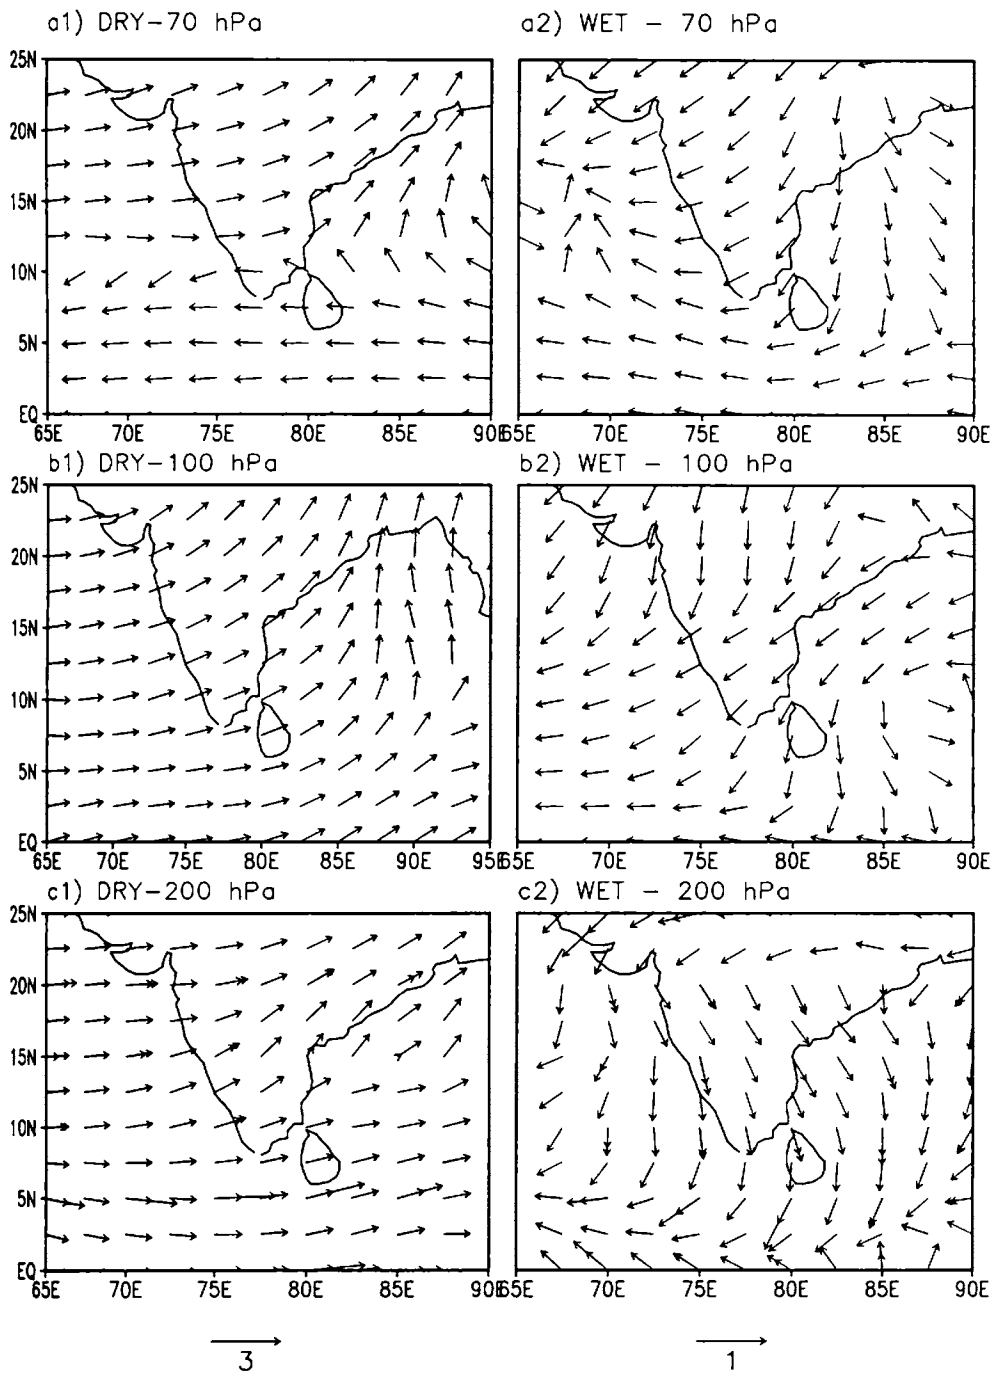 a1) DRY-70 hPa
a2) WET - 70 hPa
25N
20N
15N
10N
5N
EQ
65E 70E 75E 80E 85E 90E
65E 70E 75E 80E 85E 90E
b1) DRY-100 hPa
b2) WET - 100 hPa
25N
20N
15N
10N
5N
EQ
65E 70E 75E 80E 85E 90E 95E
65E 70E 75E 80E 85E 90E
c1) DRY-200 hPa
c2) WET - 200 hPa
25N
20N
15N
10N
5N
EQ
65E 70E 75E 80E 85E 90E
65E 70E 75E 80E 85E 90E
3
1